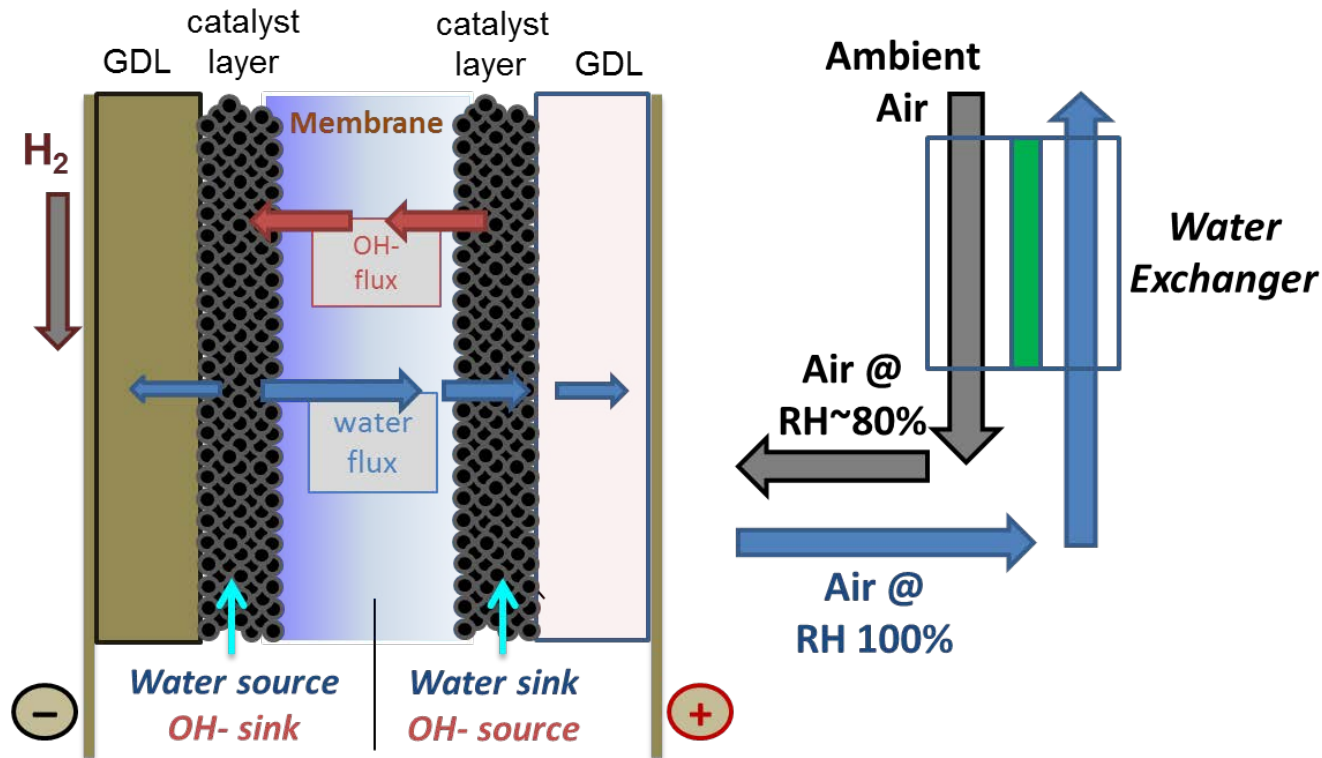 GDL
catalyst
layer
catalyst
layer
GDL
H₂
Membrane
OH-
flux
water
flux
Water source
OH- sink
Water sink
OH- source
−
+
Ambient
Air
Water
Exchanger
Air @
RH~80%
Air @
RH 100%